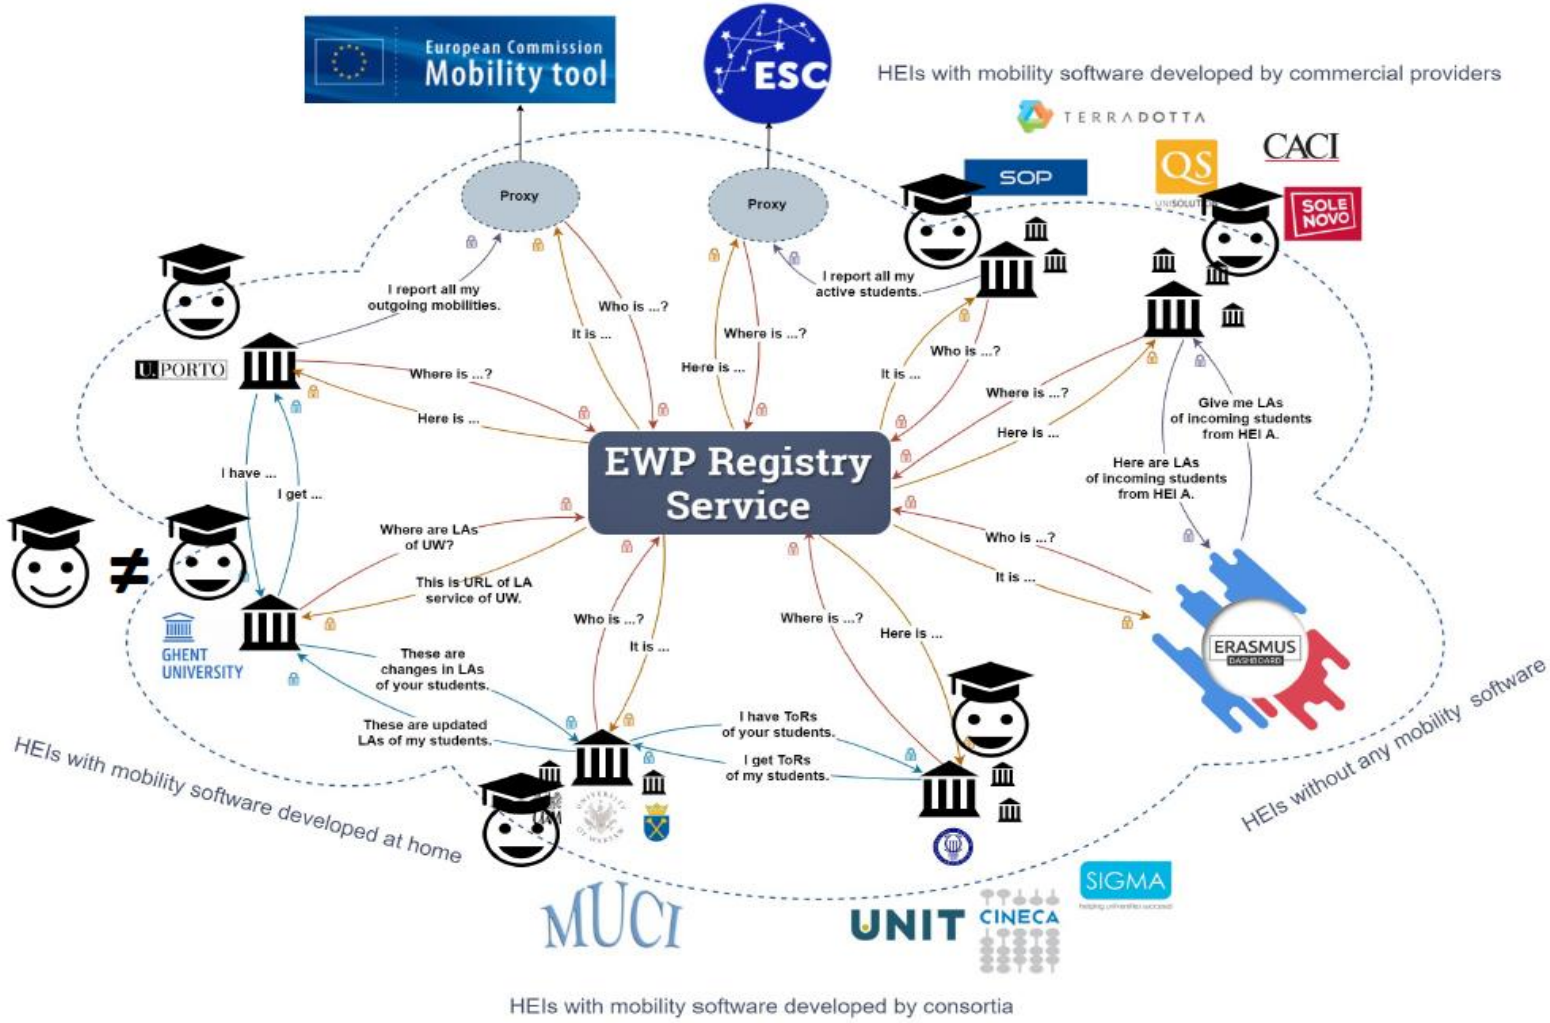 European Commission
Mobility tool
ESC
HEIs with mobility software developed by commercial providers
TERRADOTTA
CACI
QS
SOP
SOLE
NOVO
Proxy
Proxy
I report all my
outgoing mobilities.
I report all my
active students.
Who is ...?
It is ...
Where is ...?
Here is ...
Who is ...?
It is ...
U.PORTO
Where is ...?
Here is ...
Where is ...?
Here is ...
Give me LAs
of incoming students
from HEI A.
Here are LAs
of incoming students
from HEI A.
EWP Registry
Service
I have ...
I get ...
≠
Where are LAs
of UW?
This is URL of LA
service of UW.
Who is ...?
It is ...
Who is ...?
It is ...
Where is ...?
Here is ...
ERASMUS
DASHBOARD
GHENT
UNIVERSITY
These are
changes in LAs
of your students.
These are updated
LAs of my students.
I have ToRs
of your students.
I get ToRs
of my students.
HEIs with mobility software developed at home
HEIs without any mobility software
UNIVERSITY
OF WARSAW
MUCI
UNIT
CINECA
SIGMA
HEIs with mobility software developed by consortia